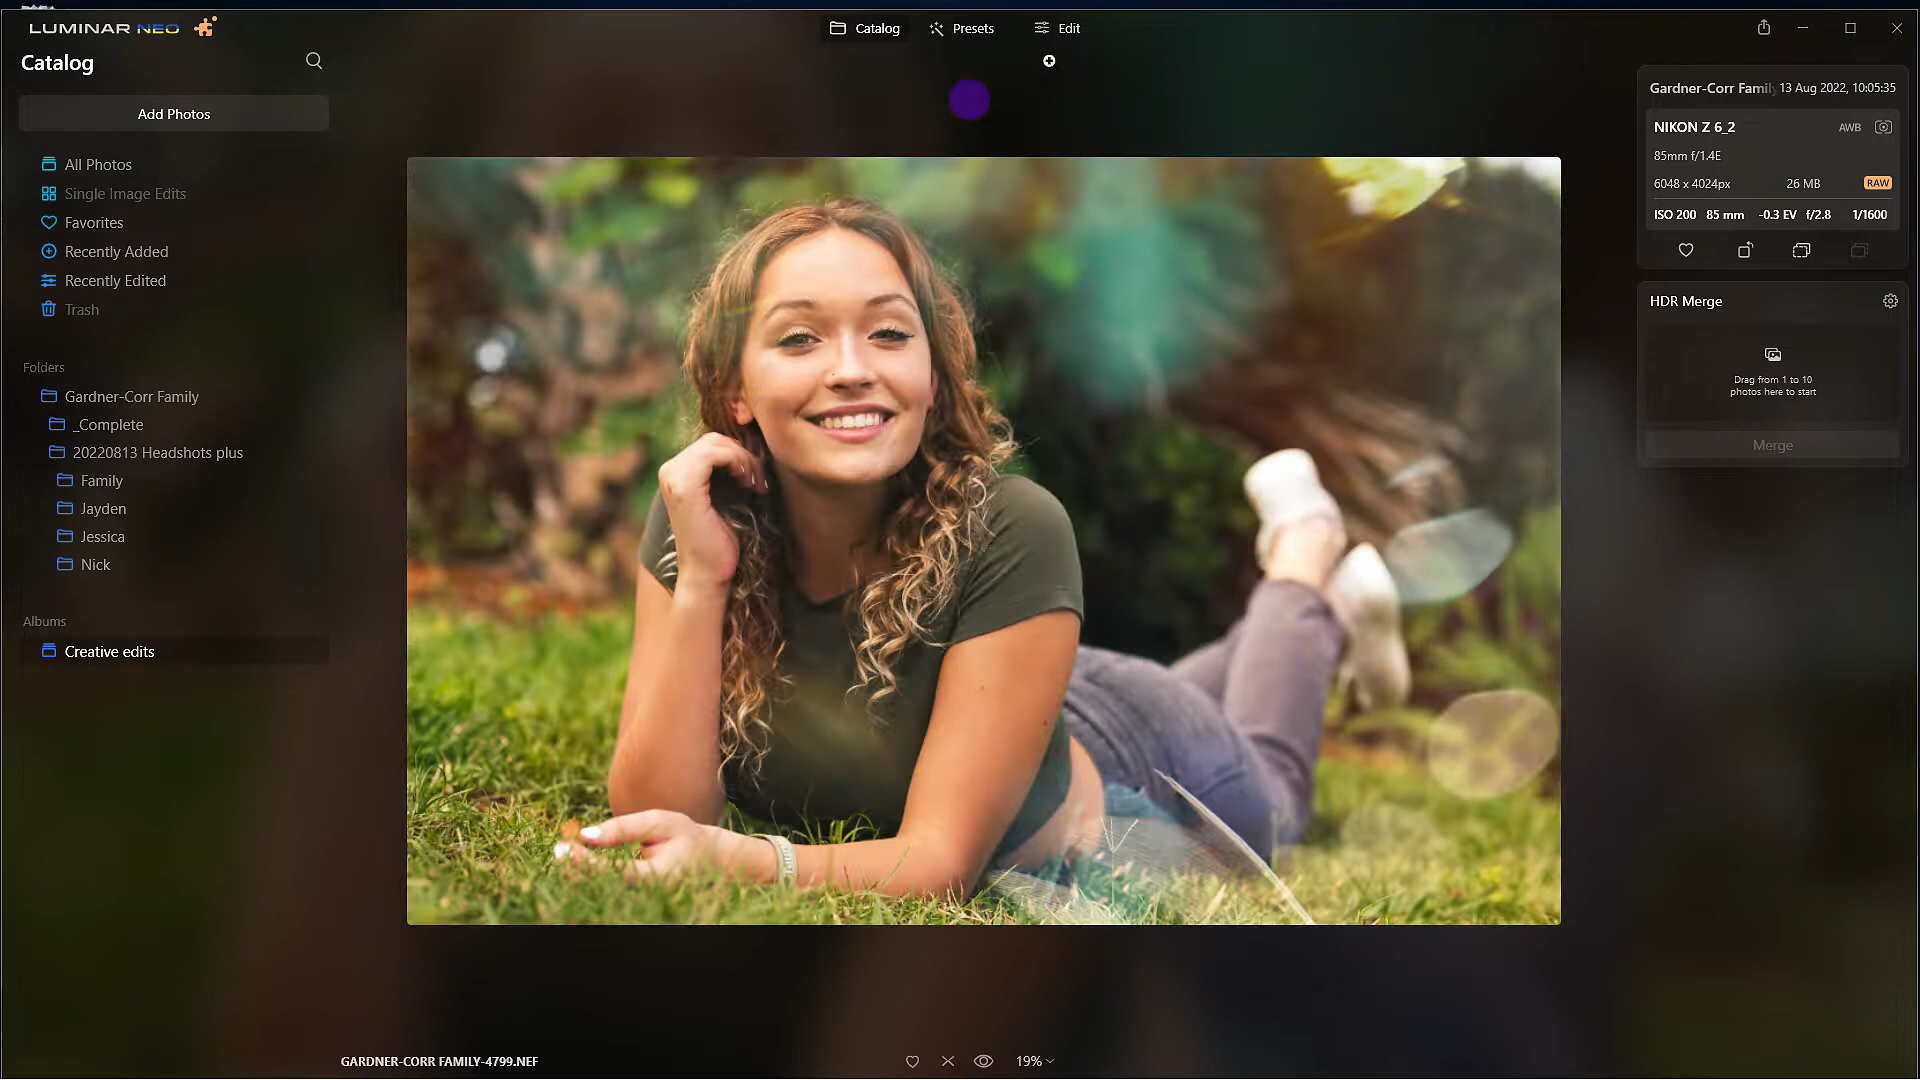 LUMINAR NEO
Catalog
Presets
Edit
Catalog
Add Photos
All Photos
Single Image Edits
Favorites
Recently Added
Recently Edited
Trash
Folders
Gardner-Corr Family
_Complete
20220813 Headshots plus
Family
Jayden
Jessica
Nick
Albums
Creative edits
Gardner-Corr Family 13 Aug 2022, 10:05:35
NIKON Z 6_2 AWB
85mm f/1.4E
6048 x 4024px 26 MB RAW
ISO 200 85 mm -0.3 EV f/2.8 1/1600
HDR Merge
Drag from 1 to 10
photos here to start
Merge
GARDNER-CORR FAMILY-4799.NEF
19%